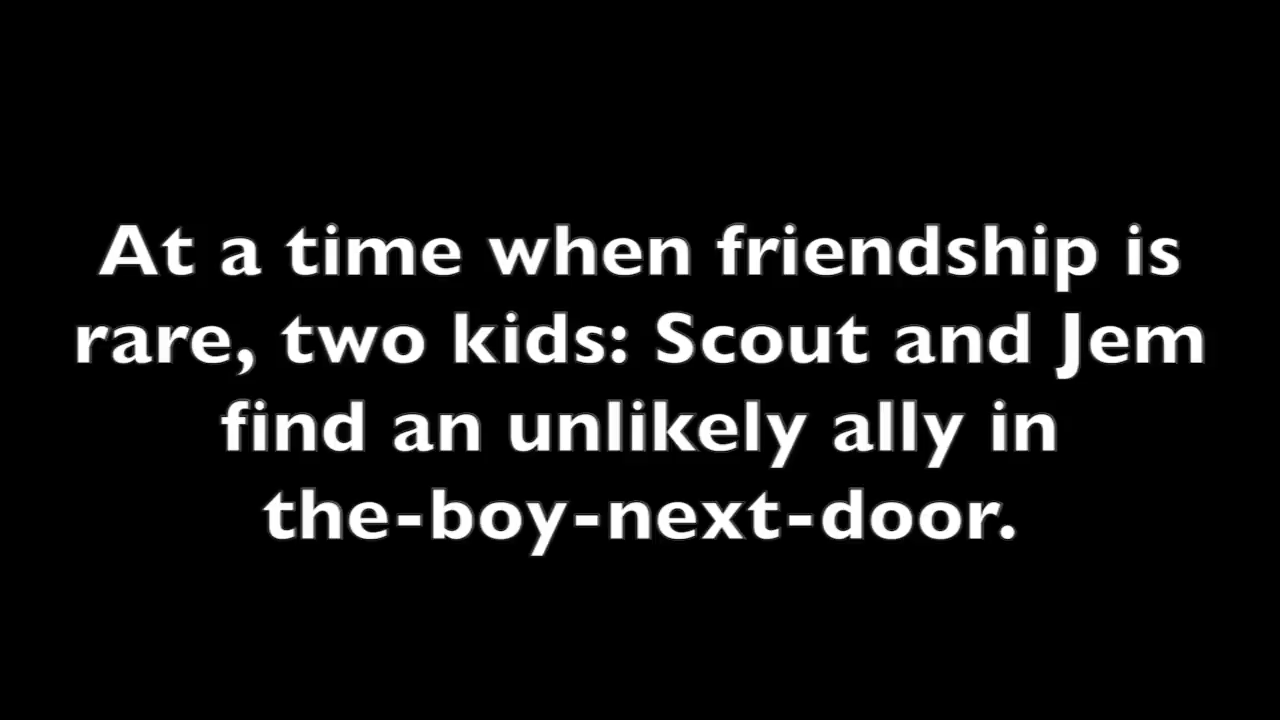 At a time when friendship is
rare, two kids: Scout and Jem
find an unlikely ally in
the-boy-next-door.